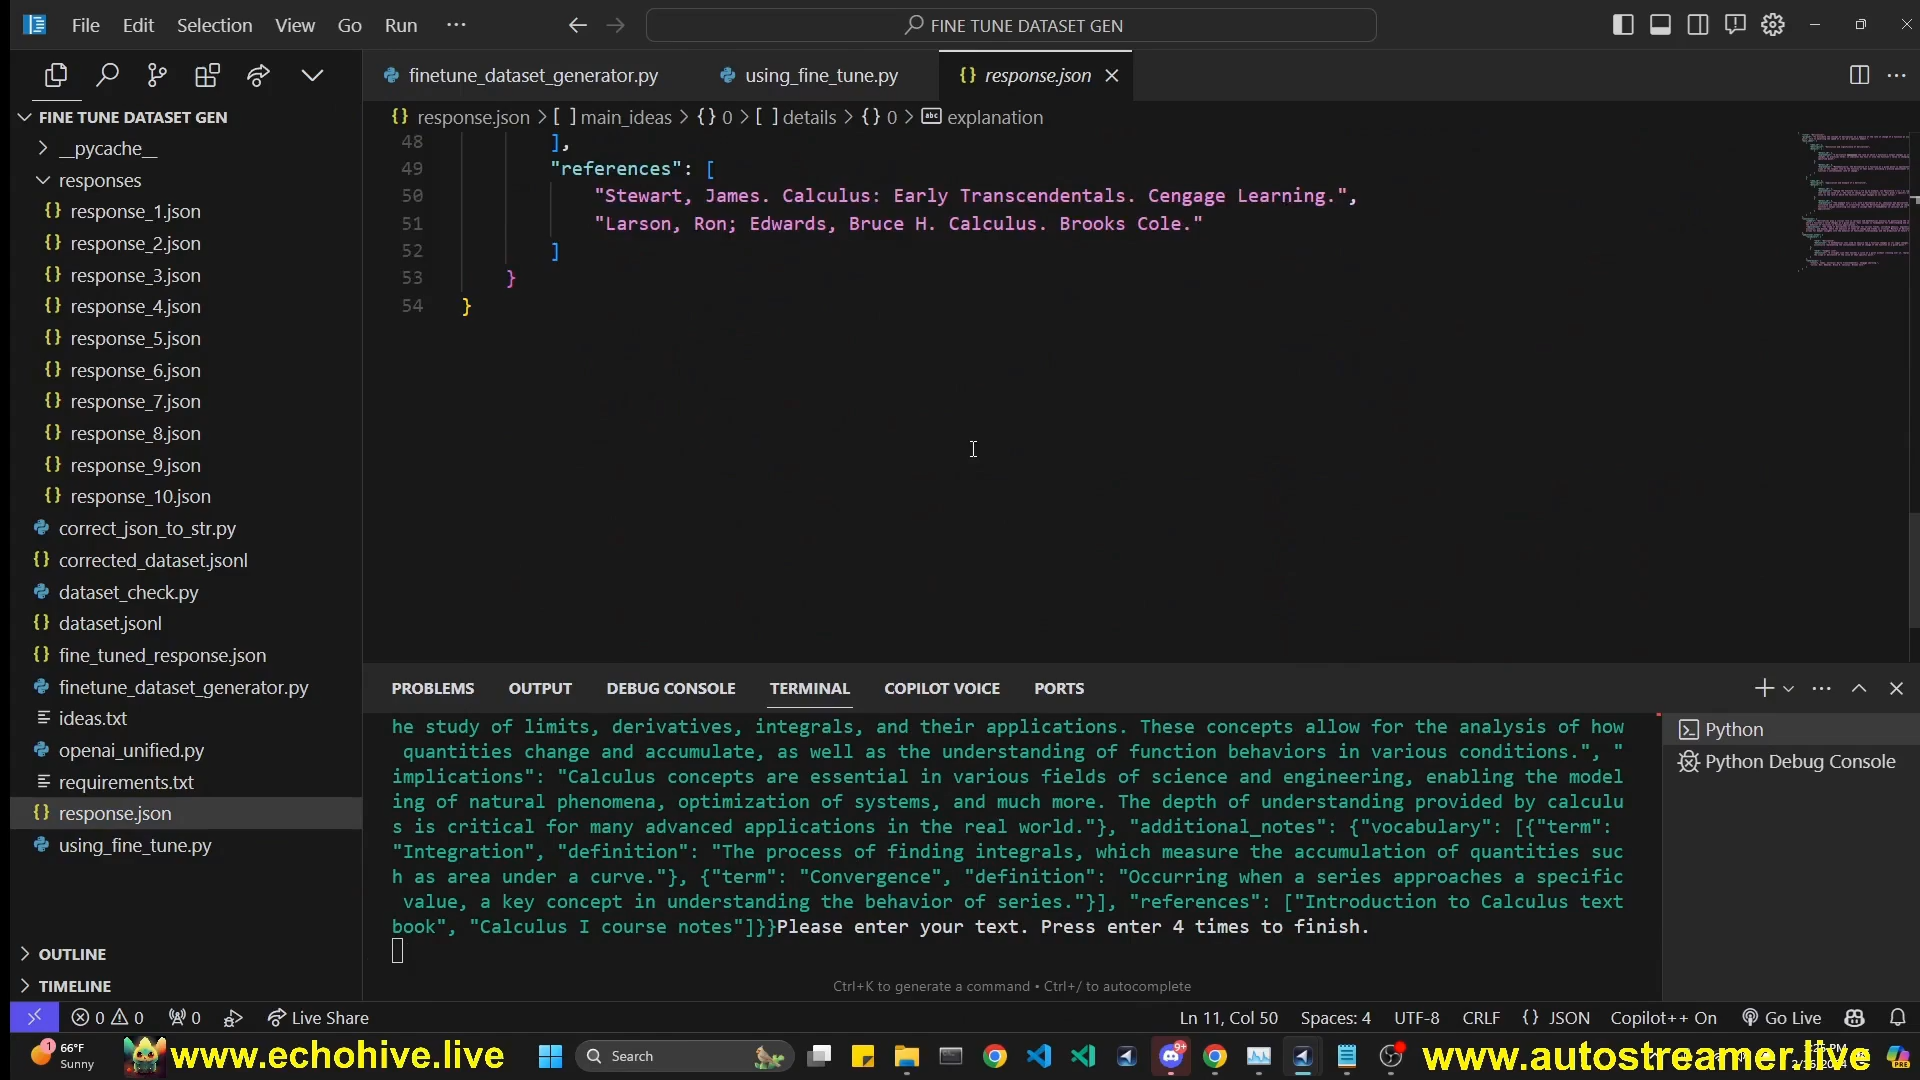 File Edit Selection View Go Run ··· FINE TUNE DATASET GEN
finetune_dataset_generator.py using_fine_tune.py {} response.json
FINE TUNE DATASET GEN
{} response.json > [ ] main_ideas > {} 0 > [ ] details > {} 0 > abc explanation
__pycache__
responses
{} response_1.json
{} response_2.json
{} response_3.json
{} response_4.json
{} response_5.json
{} response_6.json
{} response_7.json
{} response_8.json
{} response_9.json
{} response_10.json
correct_json_to_str.py
{} corrected_dataset.jsonl
dataset_check.py
{} dataset.jsonl
{} fine_tuned_response.json
finetune_dataset_generator.py
ideas.txt
openai_unified.py
requirements.txt
{} response.json
using_fine_tune.py
OUTLINE
TIMELINE
48 ],
49 "references": [
50 "Stewart, James. Calculus: Early Transcendentals. Cengage Learning.",
51 "Larson, Ron; Edwards, Bruce H. Calculus. Brooks Cole."
52 ]
53 }
54 }
PROBLEMS OUTPUT DEBUG CONSOLE TERMINAL COPILOT VOICE PORTS
he study of limits, derivatives, integrals, and their applications. These concepts allow for the analysis of how
quantities change and accumulate, as well as the understanding of function behaviors in various conditions.", "
implications": "Calculus concepts are essential in various fields of science and engineering, enabling the model
ing of natural phenomena, optimization of systems, and much more. The depth of understanding provided by calculu
s is critical for many advanced applications in the real world."}, "additional_notes": {"vocabulary": [{"term":
"Integration", "definition": "The process of finding integrals, which measure the accumulation of quantities suc
h as area under a curve."}, {"term": "Convergence", "definition": "Occurring when a series approaches a specific
value, a key concept in understanding the behavior of series."}], "references": ["Introduction to Calculus text
book", "Calculus I course notes"]}}Please enter your text. Press enter 4 times to finish.
Python
Python Debug Console
Ctrl+K to generate a command • Ctrl+/ to autocomplete
0 0 0 Live Share Ln 11, Col 50 Spaces: 4 UTF-8 CRLF {} JSON Copilot++ On Go Live
1 66°F
Sunny
www.echohive.live
Search
9+
www.autostreamer.live
PRE